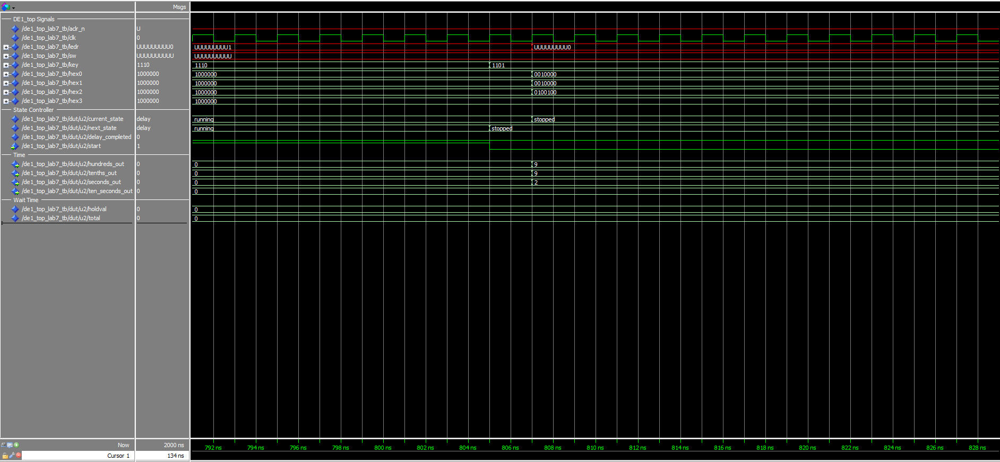 Msgs
DE1_top Signals
/de1_top_lab7_tb/aclr_n U
/de1_top_lab7_tb/clk 0
/de1_top_lab7_tb/ledr UUUUUUUUU0 UUUUUUUUU1 UUUUUUUUU0
/de1_top_lab7_tb/sw UUUUUUUUUU UUUUUUUUUU
/de1_top_lab7_tb/key 1110 1110 1101
/de1_top_lab7_tb/hex0 1000000 1000000 0010000
/de1_top_lab7_tb/hex1 1000000 1000000 0010000
/de1_top_lab7_tb/hex2 1000000 1000000 0100100
/de1_top_lab7_tb/hex3 1000000 1000000
State Controller
/de1_top_lab7_tb/dut/u2/current_state delay running stopped
/de1_top_lab7_tb/dut/u2/next_state delay running stopped
/de1_top_lab7_tb/dut/u2/delay_completed 0
/de1_top_lab7_tb/dut/u2/start 1
Time
/de1_top_lab7_tb/dut/u2/hundreds_out 0 0 9
/de1_top_lab7_tb/dut/u2/tenths_out 0 0 9
/de1_top_lab7_tb/dut/u2/seconds_out 0 0 2
/de1_top_lab7_tb/dut/u2/ten_seconds_out 0 0
Wait Time
/de1_top_lab7_tb/dut/u2/holdval 0 0
/de1_top_lab7_tb/dut/u2/total 0 0
Now 2000 ns
792 ns 794 ns 796 ns 798 ns 800 ns 802 ns 804 ns 806 ns 808 ns 810 ns 812 ns 814 ns 816 ns 818 ns 820 ns 822 ns 824 ns 826 ns 828 ns
Cursor 1 134 ns